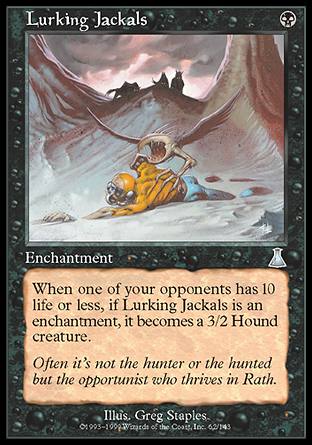 Lurking Jackals
Enchantment
When one of your opponents has 10
life or less, if Lurking Jackals is an
enchantment, it becomes a 3/2 Hound
creature.
Often it's not the hunter or the hunted
but the opportunist who thrives in Rath.
Illus. Greg Staples
©1993–1999 Wizards of the Coast, Inc. 62/143